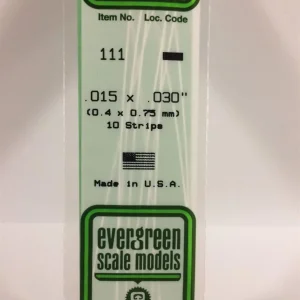 Item No. Loc. Code
111
.015 x .030"
(0.4 x 0.75 mm)
10 Strips
Made in U.S.A.
evergreen
scale models